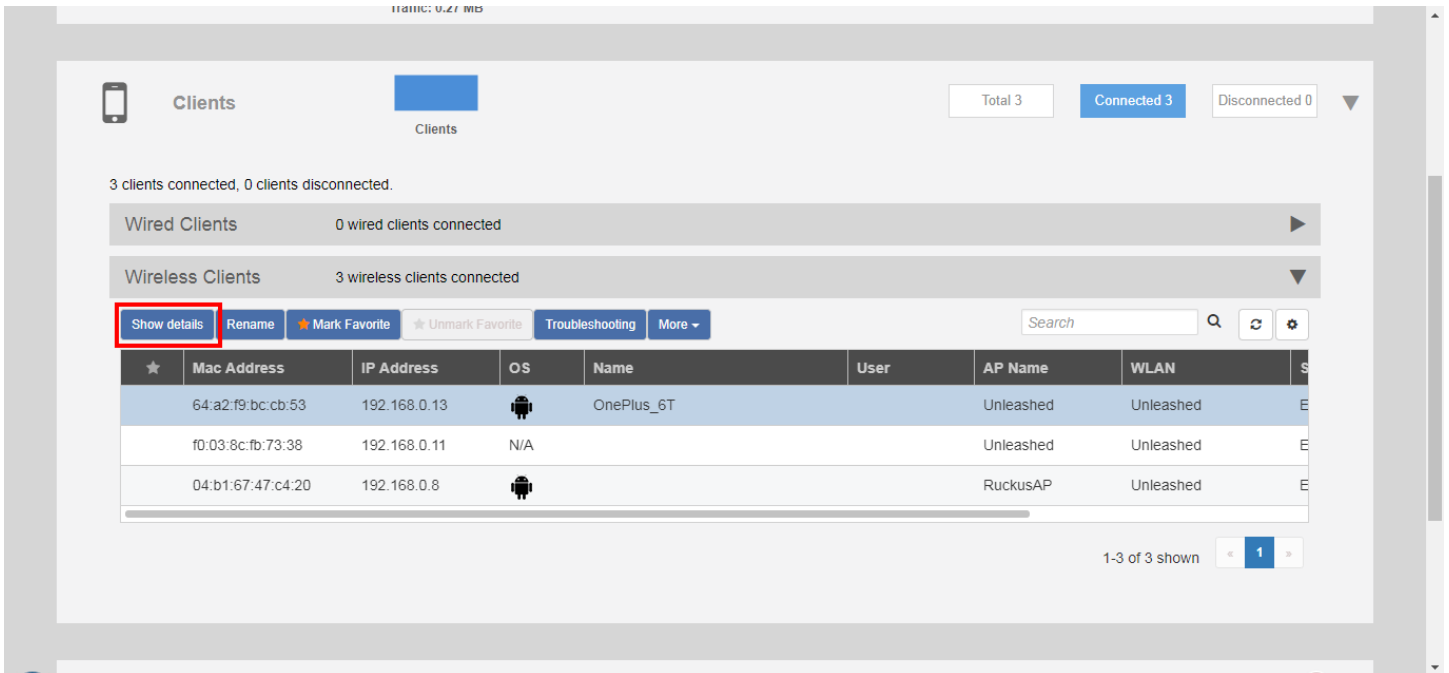 Traffic: 0.27 MB
Clients
Clients
Total 3
Connected 3
Disconnected 0
3 clients connected, 0 clients disconnected.
Wired Clients 0 wired clients connected
Wireless Clients 3 wireless clients connected
Show details Rename Mark Favorite Unmark Favorite Troubleshooting More Search
Mac Address IP Address OS Name User AP Name WLAN S
64:a2:f9:bc:cb:53 192.168.0.13 OnePlus_6T Unleashed Unleashed E
f0:03:8c:fb:73:38 192.168.0.11 N/A Unleashed Unleashed E
04:b1:67:47:c4:20 192.168.0.8 RuckusAP Unleashed E
1-3 of 3 shown « 1 »